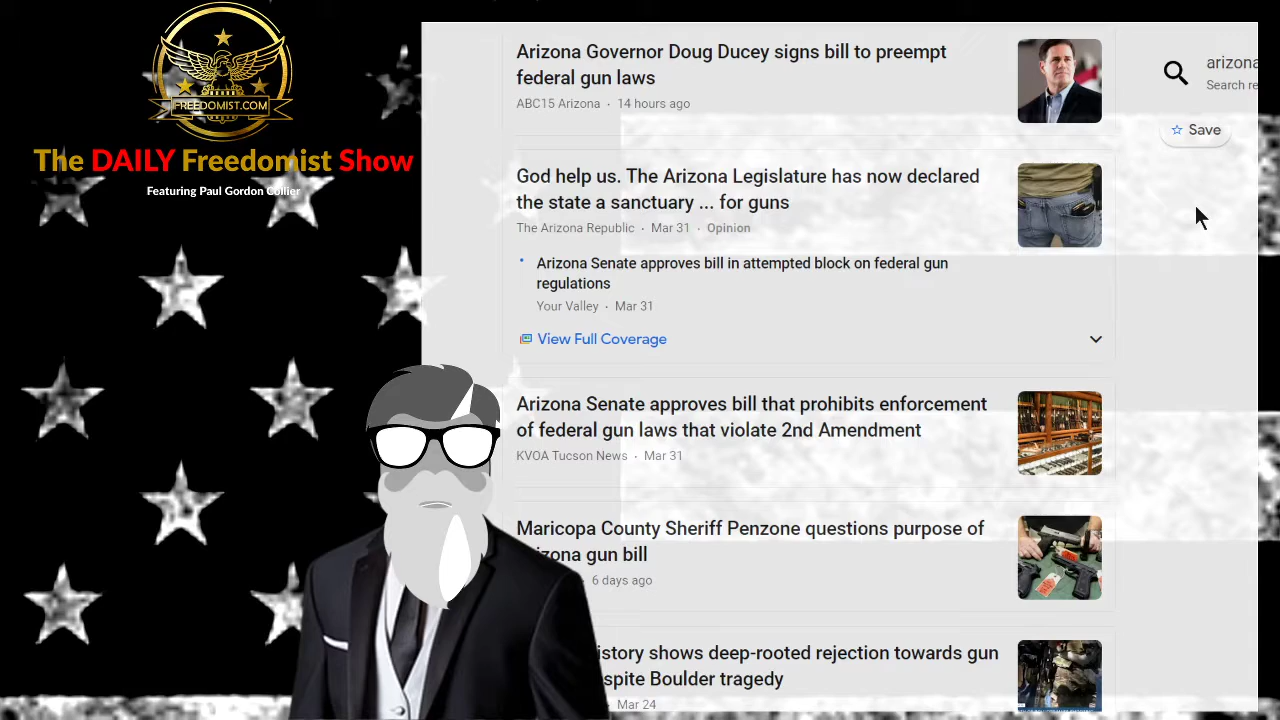 FREEDOMIST.COM
The DAILY Freedomist Show
Featuring Paul Gordon Collier
Arizona Governor Doug Ducey signs bill to preempt
federal gun laws
ABC15 Arizona · 14 hours ago
God help us. The Arizona Legislature has now declared
the state a sanctuary ... for guns
The Arizona Republic · Mar 31 · Opinion
Arizona Senate approves bill in attempted block on federal gun
regulations
Your Valley · Mar 31
View Full Coverage
Arizona Senate approves bill that prohibits enforcement
of federal gun laws that violate 2nd Amendment
KVOA Tucson News · Mar 31
Maricopa County Sheriff Penzone questions purpose of
izona gun bill
· 6 days ago
istory shows deep-rooted rejection towards gun
spite Boulder tragedy
· Mar 24
arizona
Search re
Save